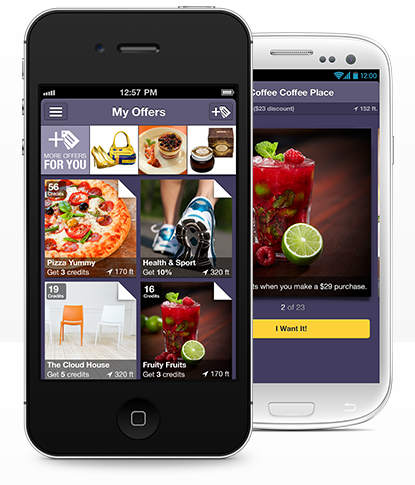 12:57 PM
My Offers
MORE OFFERS
FOR YOU
56
Credits
Pizza Yummy
Get 3 credits 170 ft
Health & Sport
Get 10% 320 ft
19
Credits
The Cloud House
Get 5 credits 320 ft
16
Credits
Fruity Fruits
Get 3 credits 170 ft
12:00
Coffee Coffee Place
($23 discount) 152 ft.
ts when you make a $29 purchase.
2 of 23
I Want It!